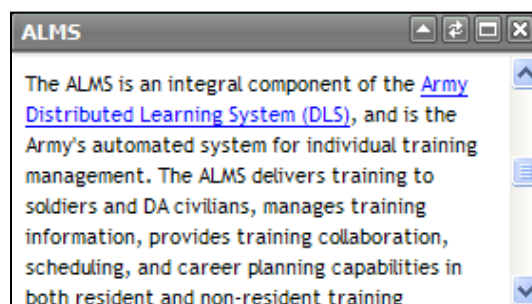 ALMS
The ALMS is an integral component of the Army
Distributed Learning System (DLS), and is the
Army's automated system for individual training
management. The ALMS delivers training to
soldiers and DA civilians, manages training
information, provides training collaboration,
scheduling, and career planning capabilities in
both resident and non-resident training